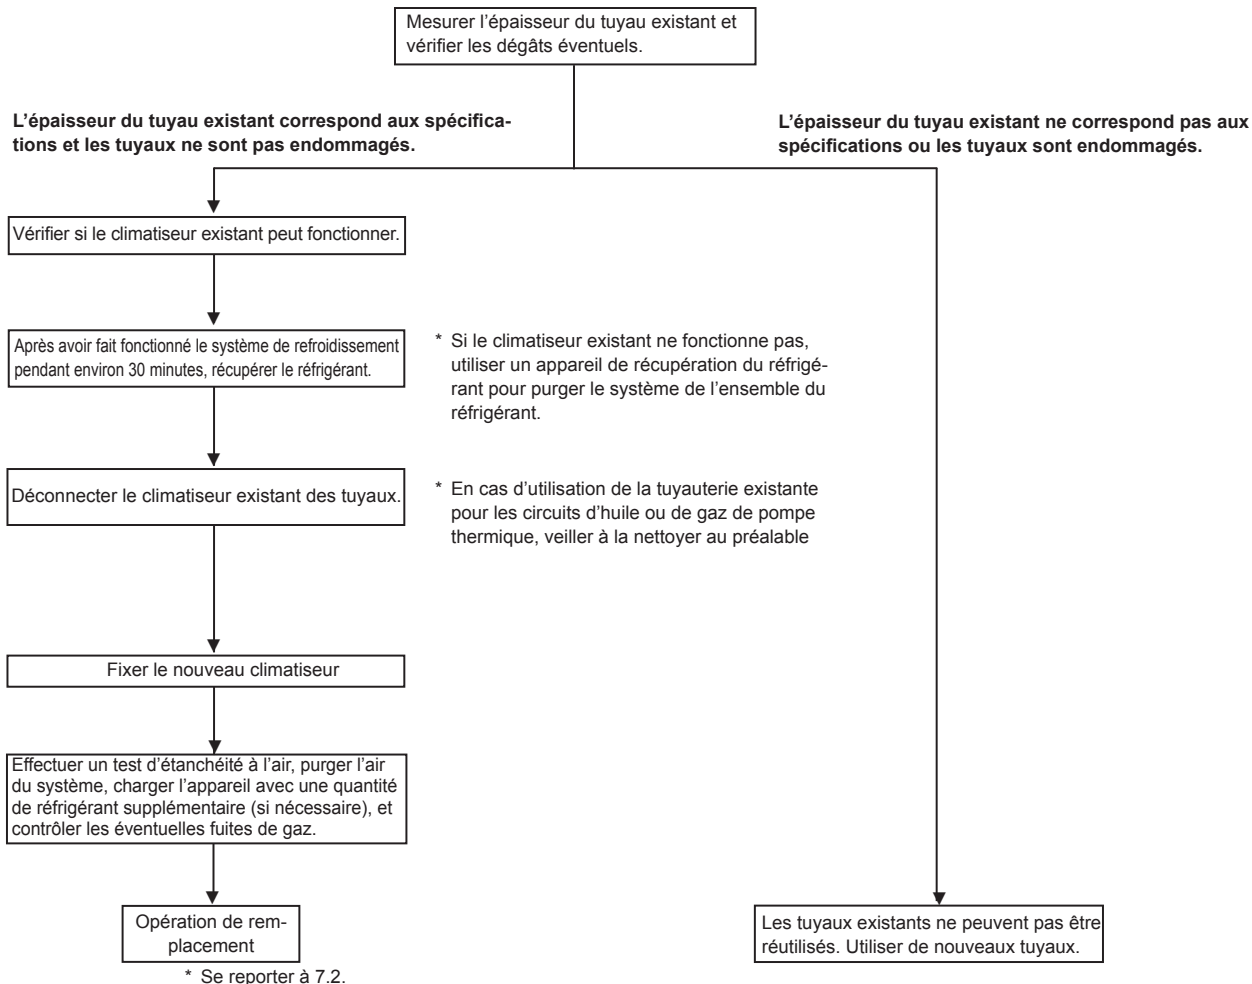 Mesurer l’épaisseur du tuyau existant et
vérifier les dégâts éventuels.
L’épaisseur du tuyau existant correspond aux spécifica-
tions et les tuyaux ne sont pas endommagés.
L’épaisseur du tuyau existant ne correspond pas aux
spécifications ou les tuyaux sont endommagés.
Vérifier si le climatiseur existant peut fonctionner.
Après avoir fait fonctionné le système de refroidissement
pendant environ 30 minutes, récupérer le réfrigérant.
* Si le climatiseur existant ne fonctionne pas,
utiliser un appareil de récupération du réfrigé-
rant pour purger le système de l’ensemble du
réfrigérant.
Déconnecter le climatiseur existant des tuyaux.
* En cas d’utilisation de la tuyauterie existante
pour les circuits d’huile ou de gaz de pompe
thermique, veiller à la nettoyer au préalable
Fixer le nouveau climatiseur
Effectuer un test d’étanchéité à l’air, purger l’air
du système, charger l’appareil avec une quantité
de réfrigérant supplémentaire (si nécessaire), et
contrôler les éventuelles fuites de gaz.
Opération de rem-
placement
* Se reporter à 7.2.
Les tuyaux existants ne peuvent pas être
réutilisés. Utiliser de nouveaux tuyaux.